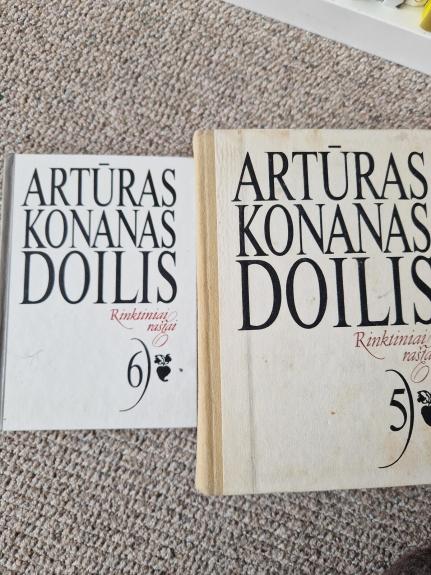 ARTŪRAS
KONANAS
DOILIS
Rinktiniai
raštai
6)
ARTŪRAS
KONANAS
DOILIS
Rinktiniai
raštai
5)